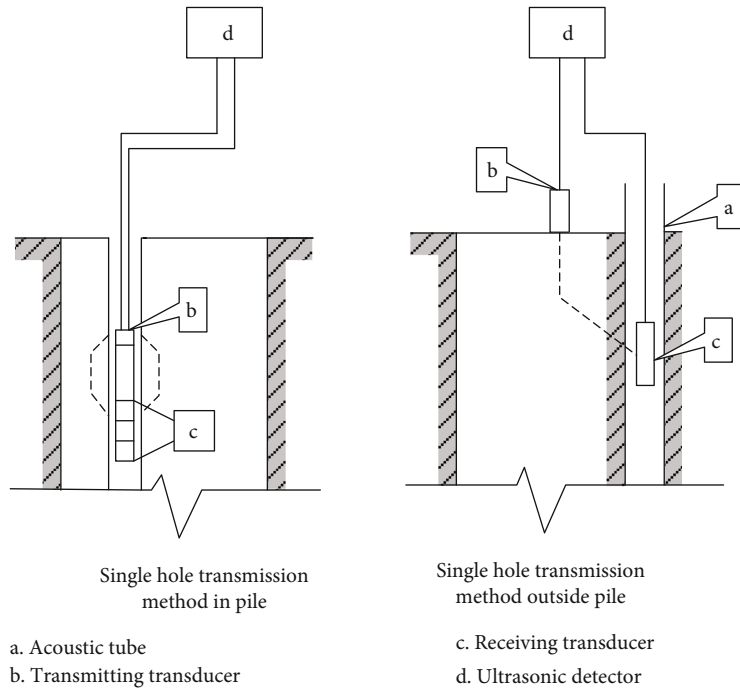 d
b
c
d
b
a
c
Single hole transmission
method in pile
Single hole transmission
method outside pile
a. Acoustic tube
b. Transmitting transducer
c. Receiving transducer
d. Ultrasonic detector